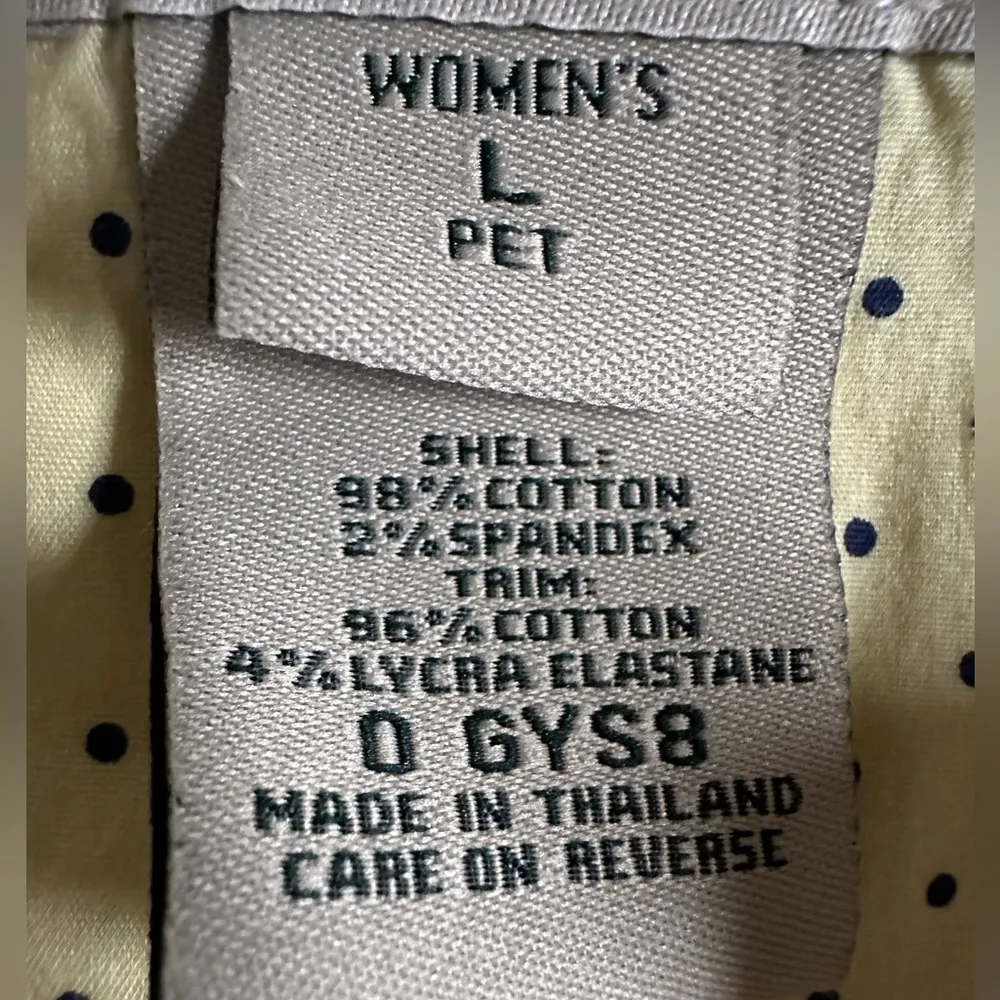 WOMEN'S
L
PET
SHELL:
98% COTTON
2% SPANDEX
TRIM:
96% COTTON
4% LYCRA ELASTANE
0 GYS8
MADE IN THAILAND
CARE ON REVERSE